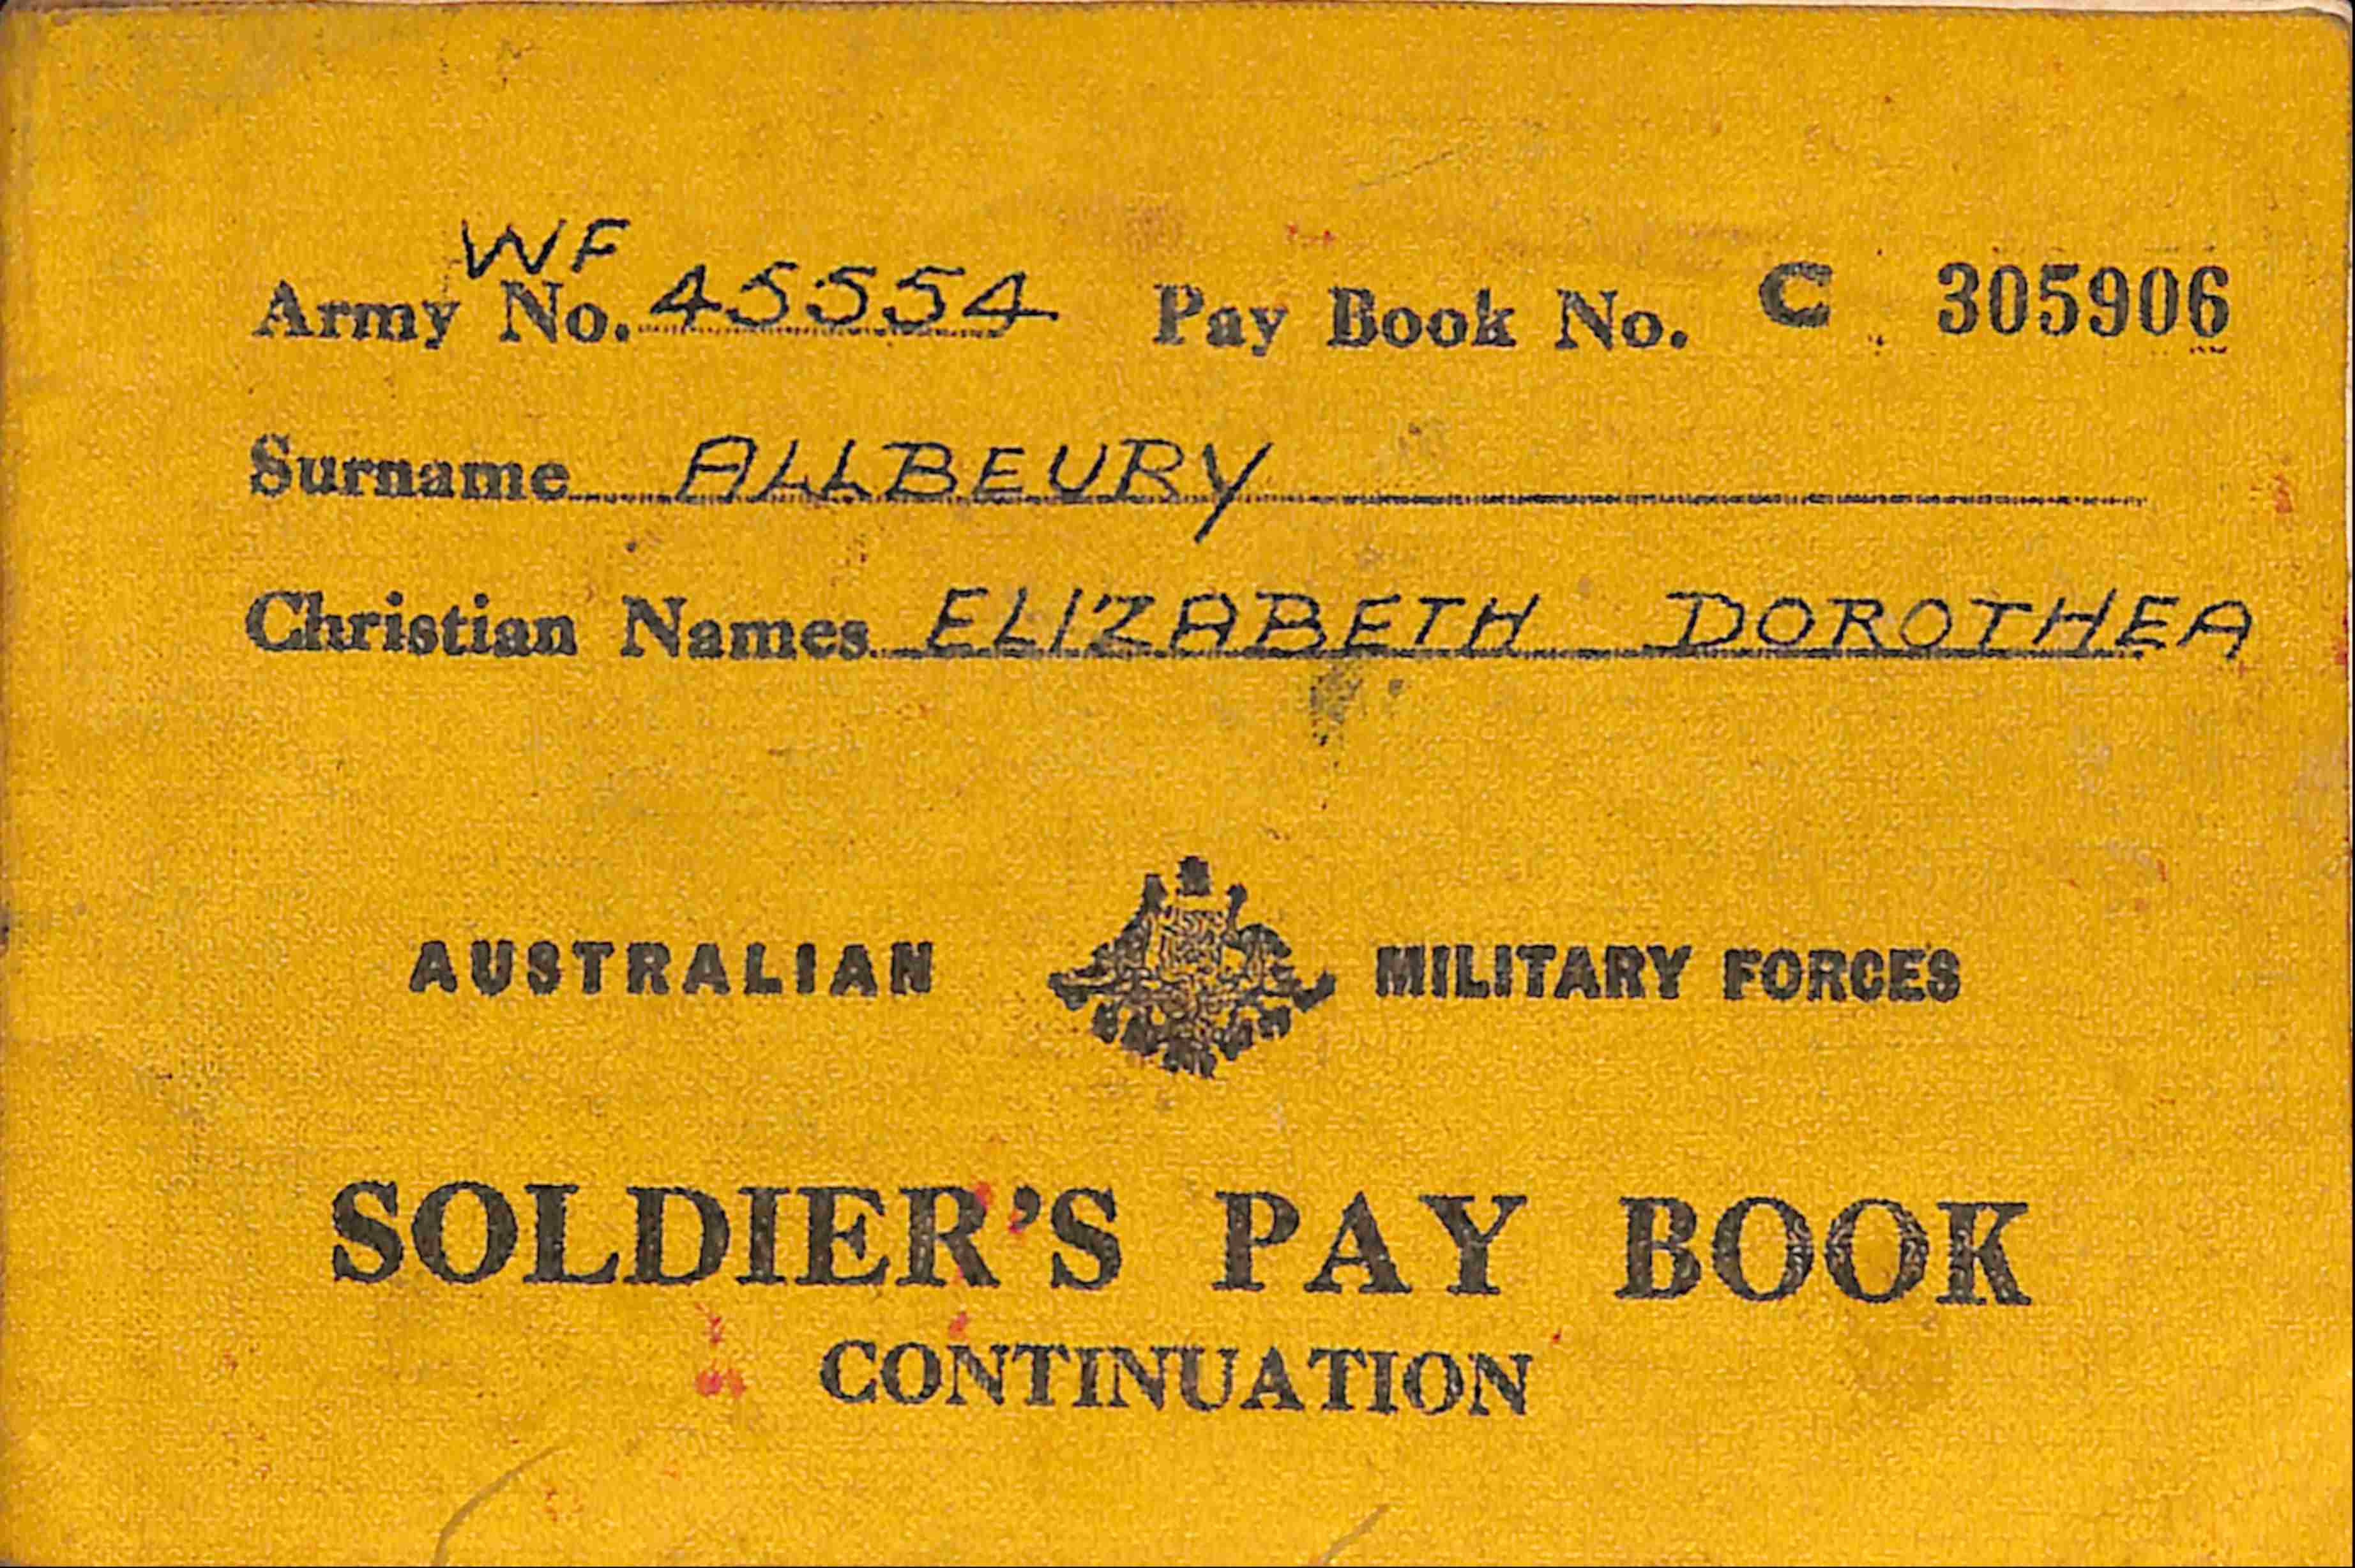 WF
Army No. 45554 Pay Book No. C 305906
Surname ALLBEURY
Christian Names ELIZABETH DOROTHEA
AUSTRALIAN MILITARY FORCES
SOLDIER'S PAY BOOK
CONTINUATION